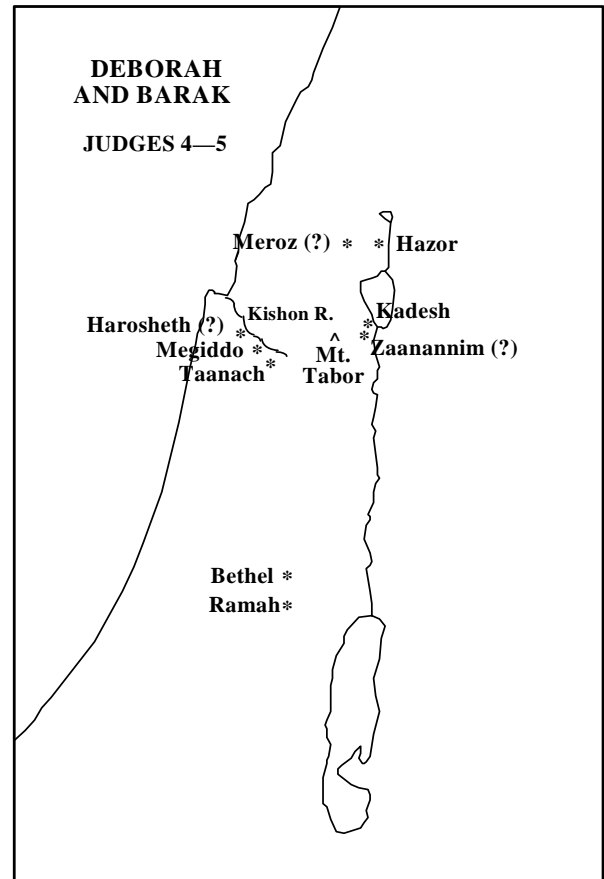 DEBORAH
AND BARAK
JUDGES 4—5
Meroz (?) *
* Hazor
Kishon R.
* Kadesh
Harosheth (?) *
^
Mt.
Tabor
* Zaanannim (?)
Megiddo *
Taanach *
Bethel *
Ramah *